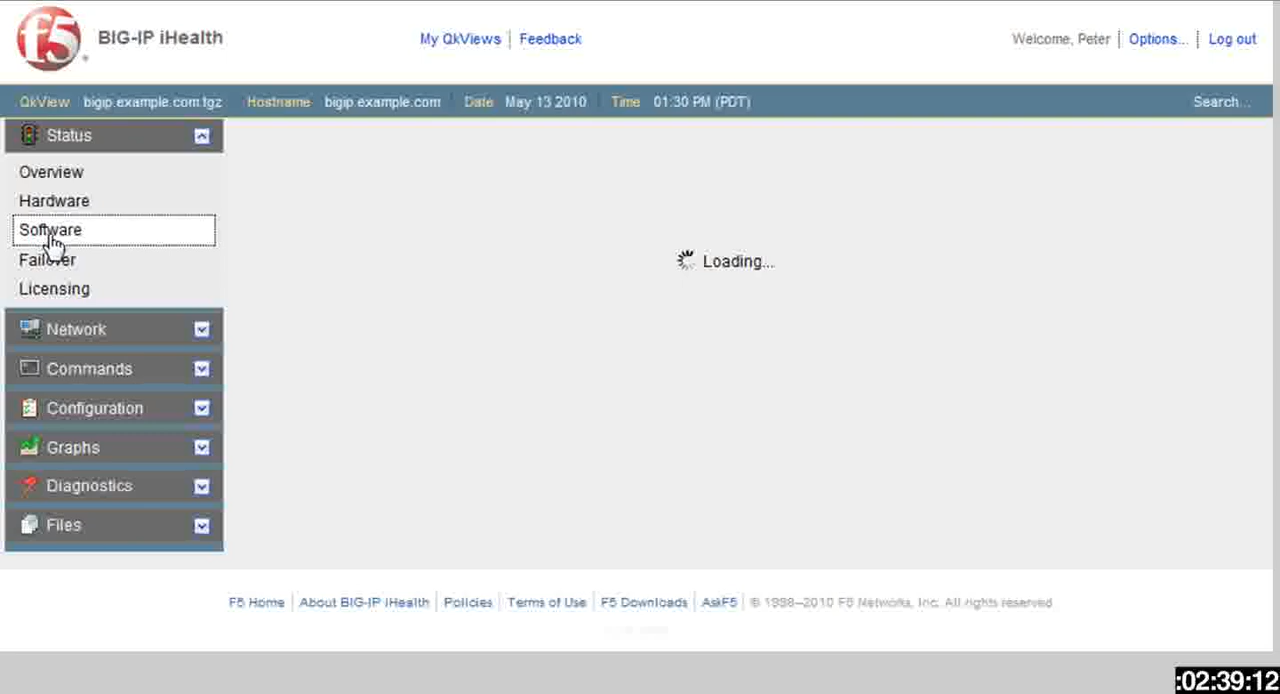 f5 BIG-IP iHealth My QkViews Feedback Welcome, Peter Options... Log out
QkView bigip.example.com.tgz Hostname bigip.example.com Date May 13 2010 Time 01:30 PM (PDT) Search...
Status
Overview
Hardware
Software
Failover
Licensing
Loading...
Network
Commands
Configuration
Graphs
Diagnostics
Files
F5 Home About BIG-IP iHealth Policies Terms of Use F5 Downloads AskF5 © 1998–2010 F5 Networks, Inc. All rights reserved
:02:39:12